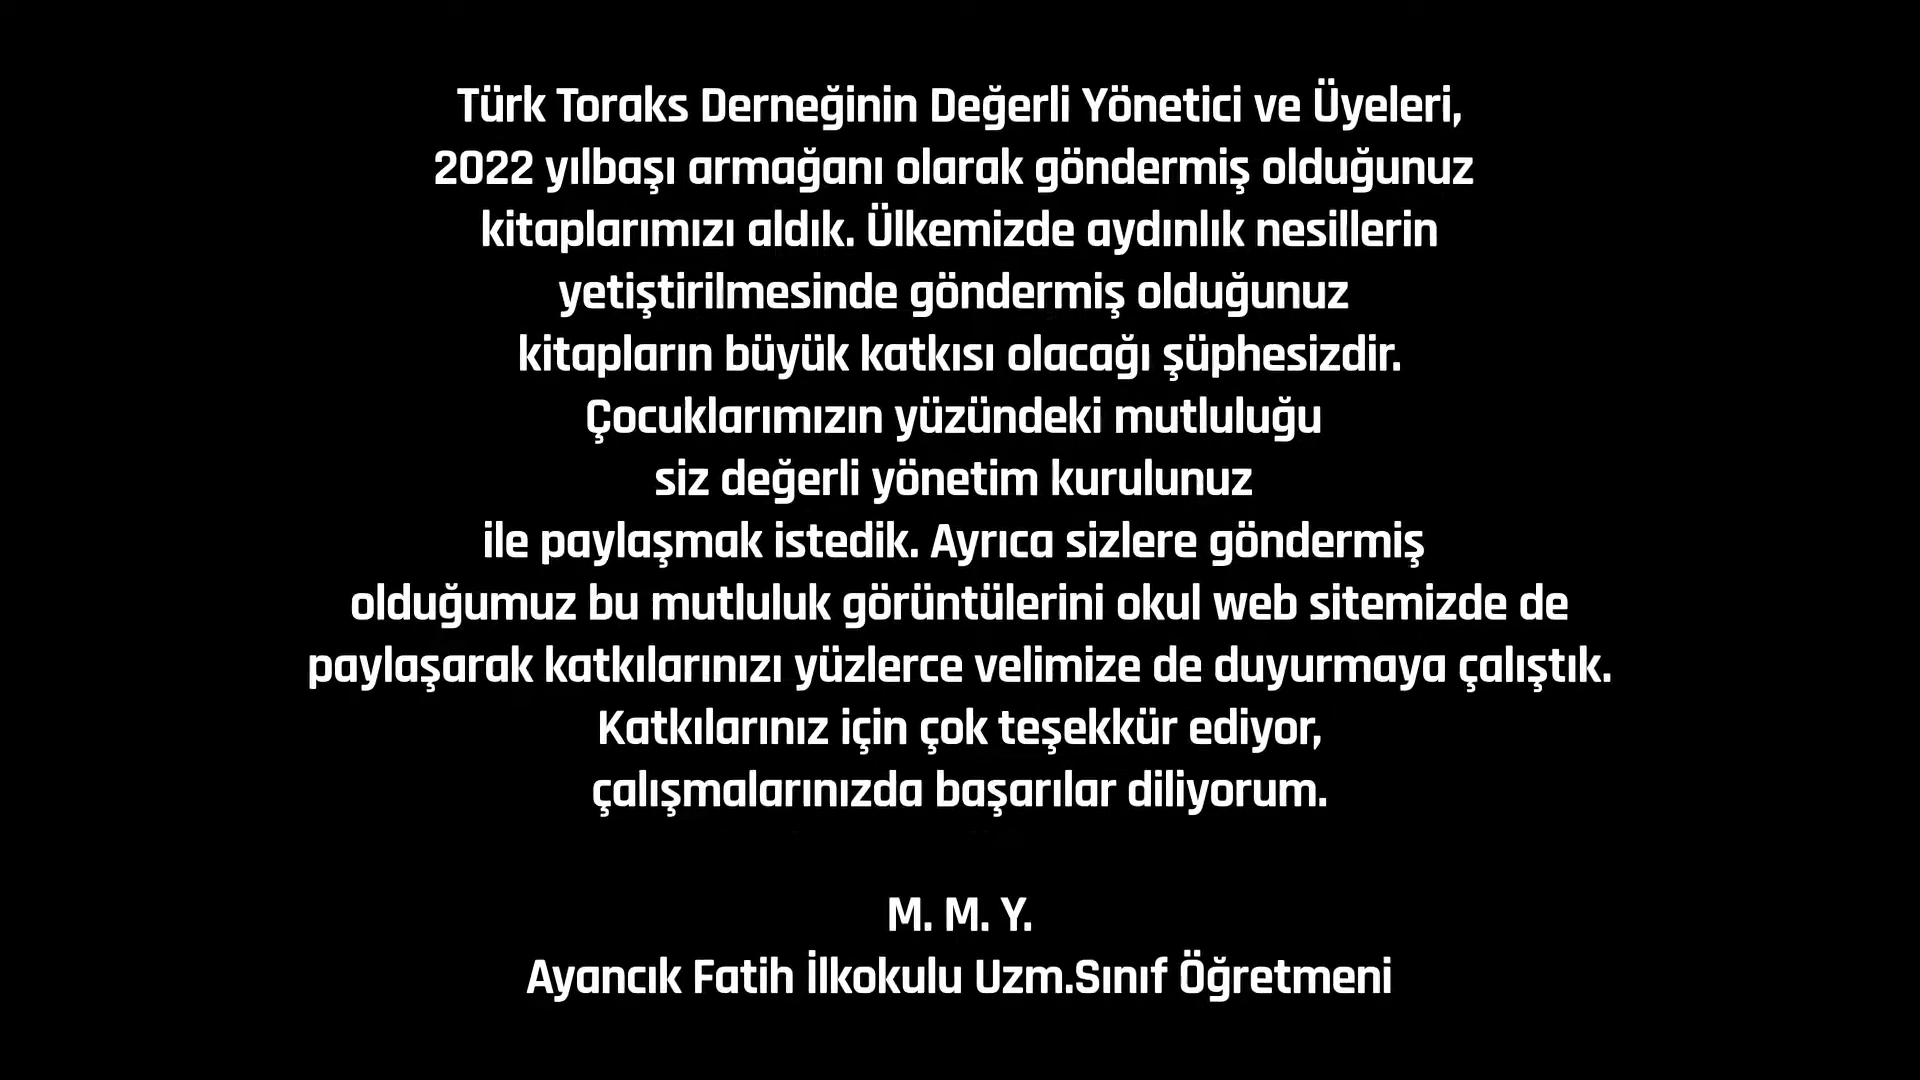 Türk Toraks Derneğinin Değerli Yönetici ve Üyeleri,
2022 yılbaşı armağanı olarak göndermiş olduğunuz
kitaplarımızı aldık. Ülkemizde aydınlık nesillerin
yetiştirilmesinde göndermiş olduğunuz
kitapların büyük katkısı olacağı şüphesizdir.
Çocuklarımızın yüzündeki mutluluğu
siz değerli yönetim kurulunuz
ile paylaşmak istedik. Ayrıca sizlere göndermiş
olduğumuz bu mutluluk görüntülerini okul web sitemizde de
paylaşarak katkılarınızı yüzlerce velimize de duyurmaya çalıştık.
Katkılarınız için çok teşekkür ediyor,
çalışmalarınızda başarılar diliyorum.
M. M. Y.
Ayancık Fatih İlkokulu Uzm.Sınıf Öğretmeni